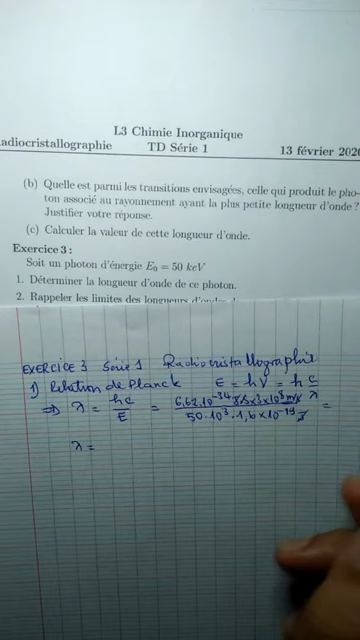 L3 Chimie Inorganique
radiocristallographie TD Série 1 13 février 2020
(b) Quelle est parmi les transitions envisagées, celle qui produit le pho-
ton associé au rayonnement ayant la plus petite longueur d'onde ?
Justifier votre réponse.
(c) Calculer la valeur de cette longueur d'onde.
Exercice 3 :
Soit un photon d'énergie E₀ = 50 keV
1. Déterminer la longueur d'onde de ce photon.
2. Rappeler les limites des longueurs d'ondes
EXERCICE 3 Série 1 Radiocristallographie
1) Relation de Planck E = hν = h c/λ
⇒ λ = hc/E = 6,62.10⁻³⁴ × 3×10⁸ m/s / 50.10³.1,6×10⁻¹⁹ J =
λ =